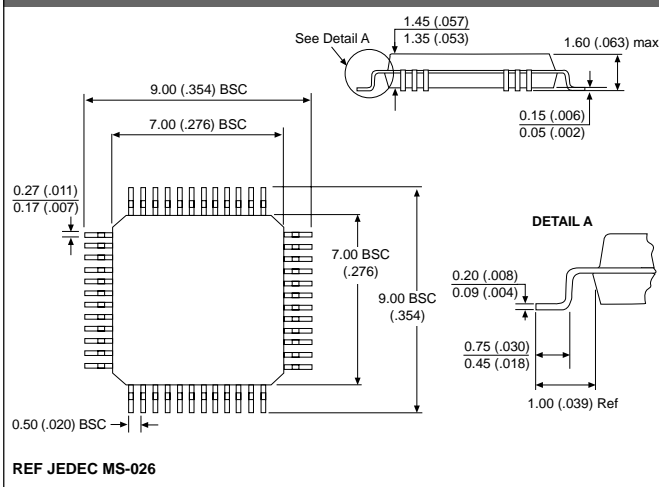 See Detail A
1.45 (.057)
1.35 (.053)
1.60 (.063) max
0.15 (.006)
0.05 (.002)
9.00 (.354) BSC
7.00 (.276) BSC
0.27 (.011)
0.17 (.007)
7.00 BSC
(.276)
9.00 BSC
(.354)
0.50 (.020) BSC
DETAIL A
0.20 (.008)
0.09 (.004)
0.75 (.030)
0.45 (.018)
1.00 (.039) Ref
REF JEDEC MS-026